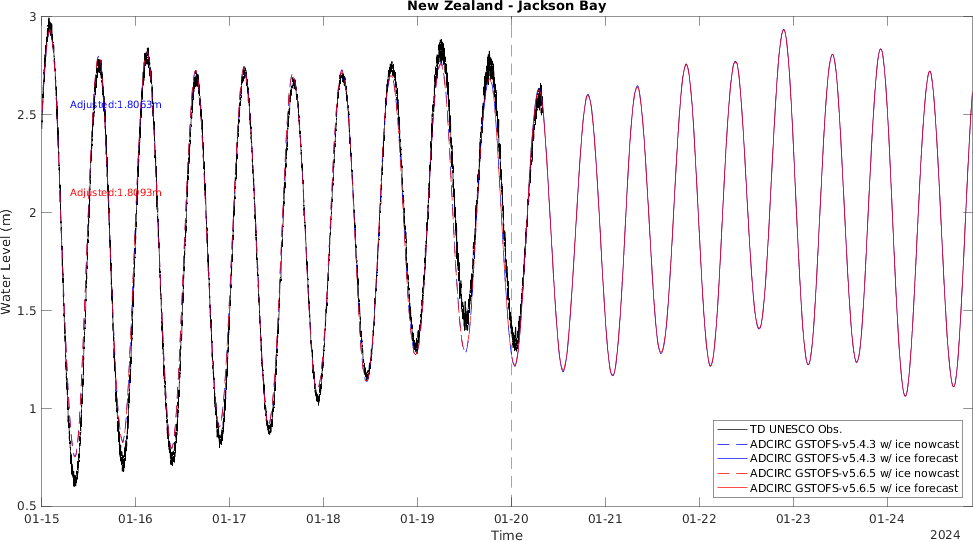 New Zealand - Jackson Bay
3
2.5
2
1.5
1
0.5
Water Level (m)
Adjusted:1.8063m
Adjusted:1.8093m
TD UNESCO Obs.
ADCIRC GSTOFS-v5.4.3 w/ ice nowcast
ADCIRC GSTOFS-v5.4.3 w/ ice forecast
ADCIRC GSTOFS-v5.6.5 w/ ice nowcast
ADCIRC GSTOFS-v5.6.5 w/ ice forecast
01-15 01-16 01-17 01-18 01-19 01-20 01-21 01-22 01-23 01-24
Time
2024